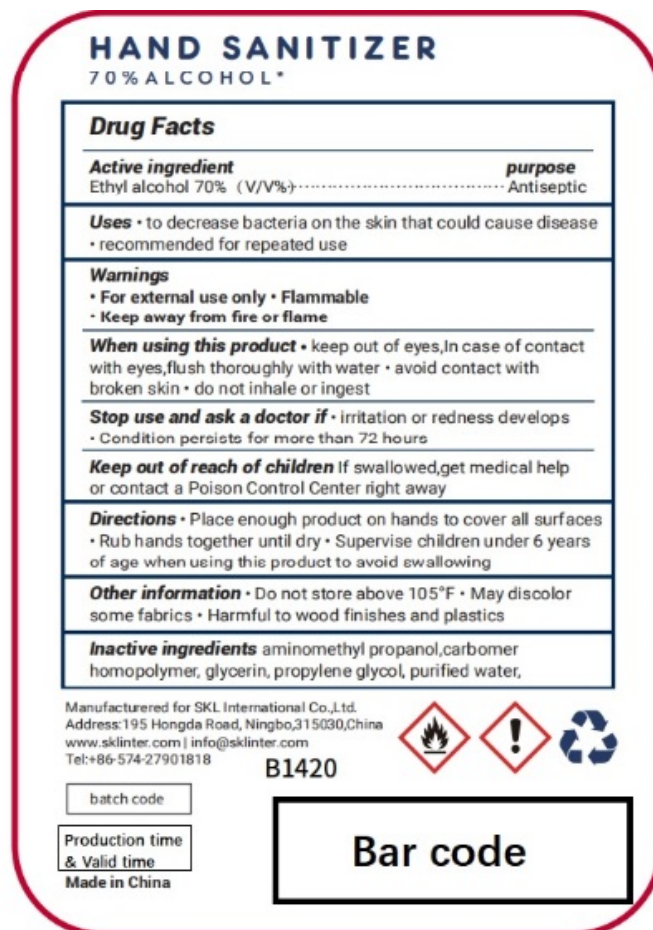 HAND SANITIZER
70%ALCOHOL*
Drug Facts
Active ingredient purpose
Ethyl alcohol 70% (V/V%)····································Antiseptic
Uses • to decrease bacteria on the skin that could cause disease
• recommended for repeated use
Warnings
• For external use only • Flammable
· Keep away from fire or flame
When using this product • keep out of eyes,In case of contact
with eyes,flush thoroughly with water • avoid contact with
broken skin • do not inhale or ingest
Stop use and ask a doctor if • irritation or redness develops
• Condition persists for more than 72 hours
Keep out of reach of children If swallowed,get medical help
or contact a Poison Control Center right away
Directions • Place enough product on hands to cover all surfaces
• Rub hands together until dry • Supervise children under 6 years
of age when using this product to avoid swallowing
Other information • Do not store above 105°F • May discolor
some fabrics • Harmful to wood finishes and plastics
Inactive ingredients aminomethyl propanol,carbomer
homopolymer, glycerin, propylene glycol, purified water,
Manufacturered for SKL International Co.,Ltd.
Address:195 Hongda Road, Ningbo,315030,China
www.sklinter.com | info@sklinter.com
Tel:+86-574-27901818
B1420
batch code
Production time
& Valid time
Made in China
Bar code